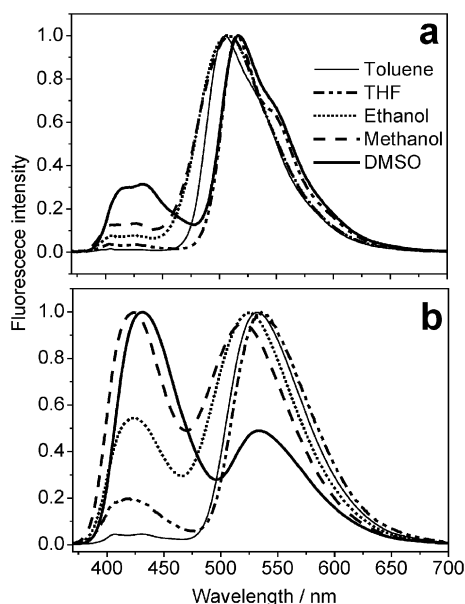 a
1.0
0.8
0.6
0.4
0.2
0.0
Toluene
THF
Ethanol
Methanol
DMSO
Fluorescece intensity
b
1.0
0.8
0.6
0.4
0.2
0.0
400 450 500 550 600 650 700
Wavelength / nm